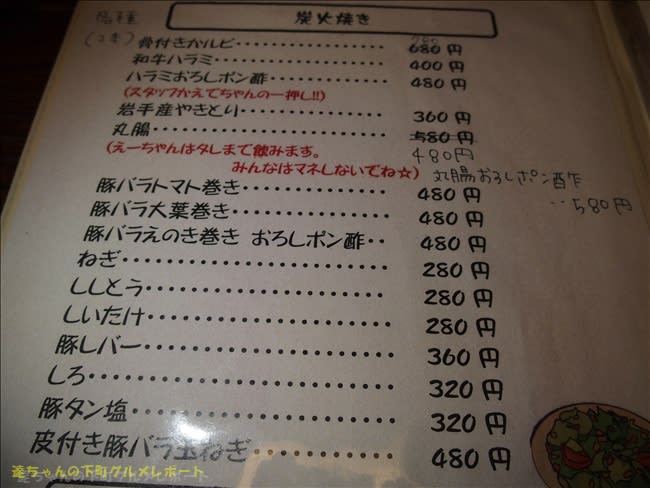 炭火焼き
(2本) 骨付きカルビ・・・・・・・・・・・・・・・ 680円 780
和牛ハラミ・・・・・・・・・・・・・・・ 400円
ハラミおろしポン酢・・・・・・・・・・・ 480円
(スタッフかえでちゃんの一押し!!)
岩手産やきとり・・・・・・・・・・・・・ 360円
丸腸・・・・・・・・・・・・・・・・・・ 580円
480円
(えーちゃんはタレまで飲みます。
みんなはマネしないでね☆)
丸腸おろしポン酢
・・580円
豚バラトマト巻き・・・・・・・・・・・・ 480円
豚バラ大葉巻き・・・・・・・・・・・・・ 480円
豚バラえのき巻き おろしポン酢・・ 480円
ねぎ・・・・・・・・・・・・・・・・・・ 280円
ししとう・・・・・・・・・・・・・・・・ 280円
しいたけ・・・・・・・・・・・・・・・・ 280円
豚レバー・・・・・・・・・・・・・・・・ 360円
しろ・・・・・・・・・・・・・・・・・・ 320円
豚タン塩・・・・・・・・・・・・・・・・ 320円
皮付き豚バラ玉ねぎ・・・・・・・・・・・ 480円
達ちゃんの下町グルメレポート